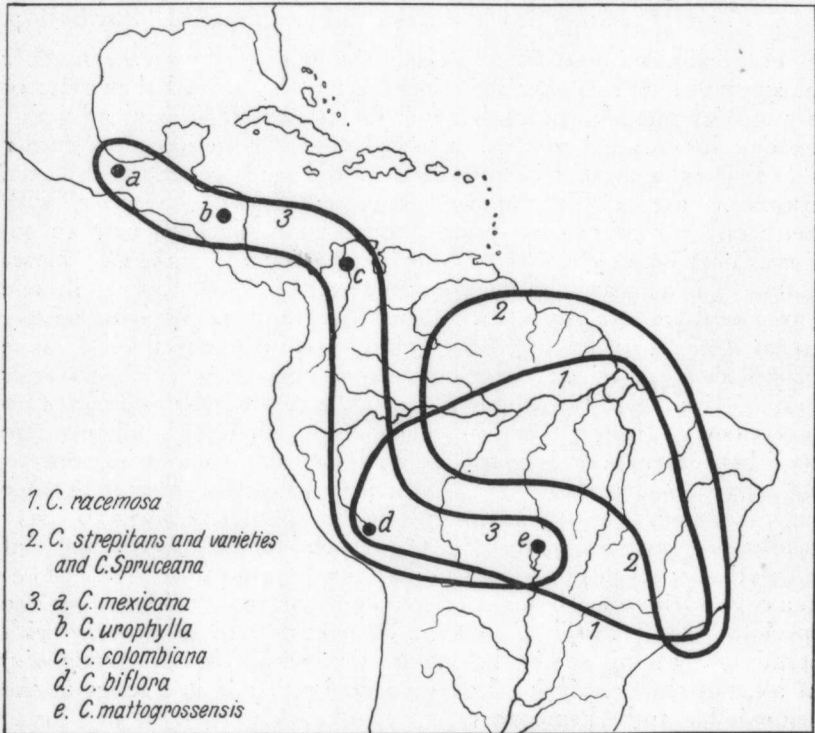 a
b
3
c
2
1
d
3
e
2
1
1. C. racemosa
2. C. strepitans and varieties
and C.Spruceana
3. a. C. mexicana
b. C. urophylla
c. C. colombiana
d. C. biflora
e. C. mattogrossensis